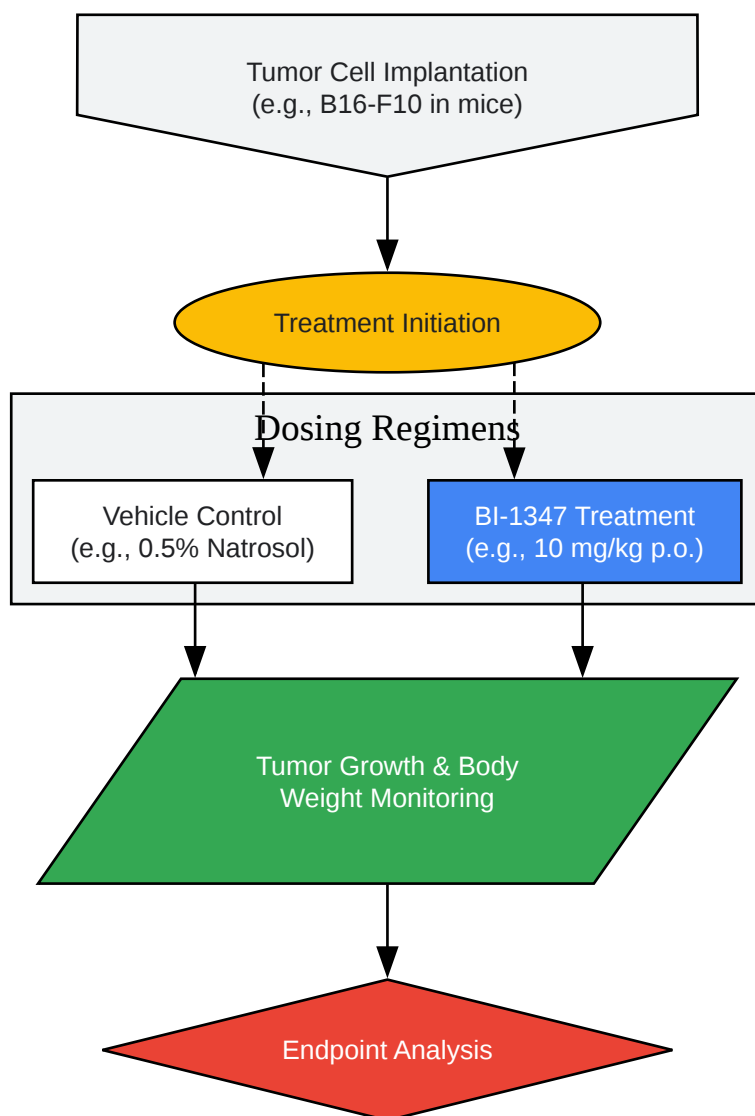 Tumor Cell Implantation
(e.g., B16-F10 in mice)
Treatment Initiation
Dosing Regimens
Vehicle Control
(e.g., 0.5% Natrosol)
BI-1347 Treatment
(e.g., 10 mg/kg p.o.)
Tumor Growth & Body
Weight Monitoring
Endpoint Analysis